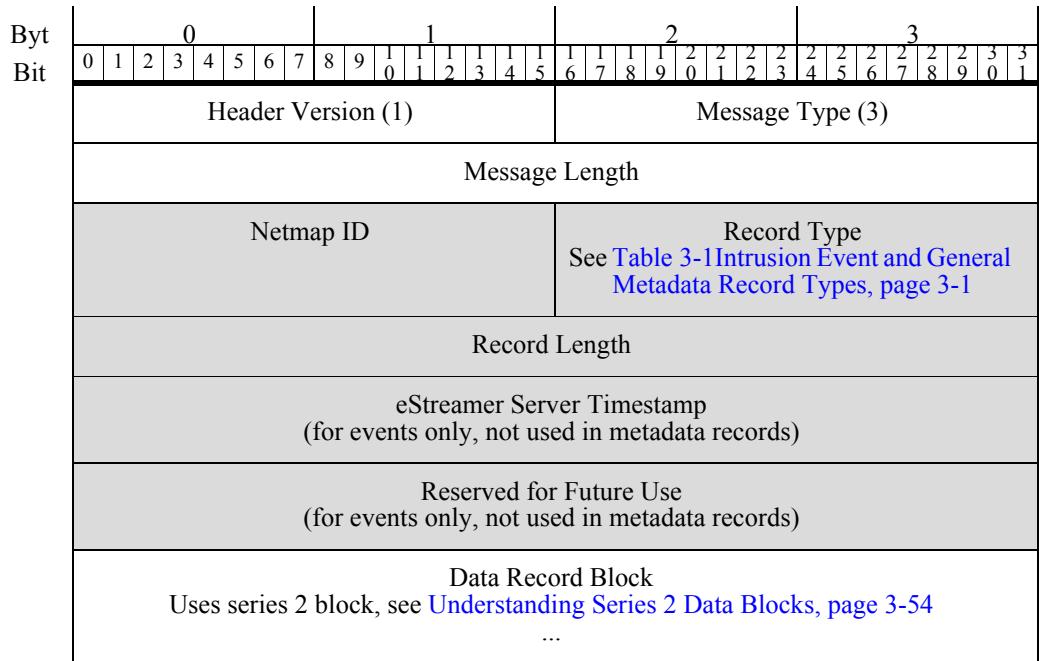 Byt 0 1 2 3
Bit 0 1 2 3 4 5 6 7 8 9 10 11 12 13 14 15 16 17 18 19 20 21 22 23 24 25 26 27 28 29 30 31
Header Version (1) Message Type (3)
Message Length
Netmap ID Record Type
See Table 3-1Intrusion Event and General
Metadata Record Types, page 3-1
Record Length
eStreamer Server Timestamp
(for events only, not used in metadata records)
Reserved for Future Use
(for events only, not used in metadata records)
Data Record Block
Uses series 2 block, see Understanding Series 2 Data Blocks, page 3-54
...